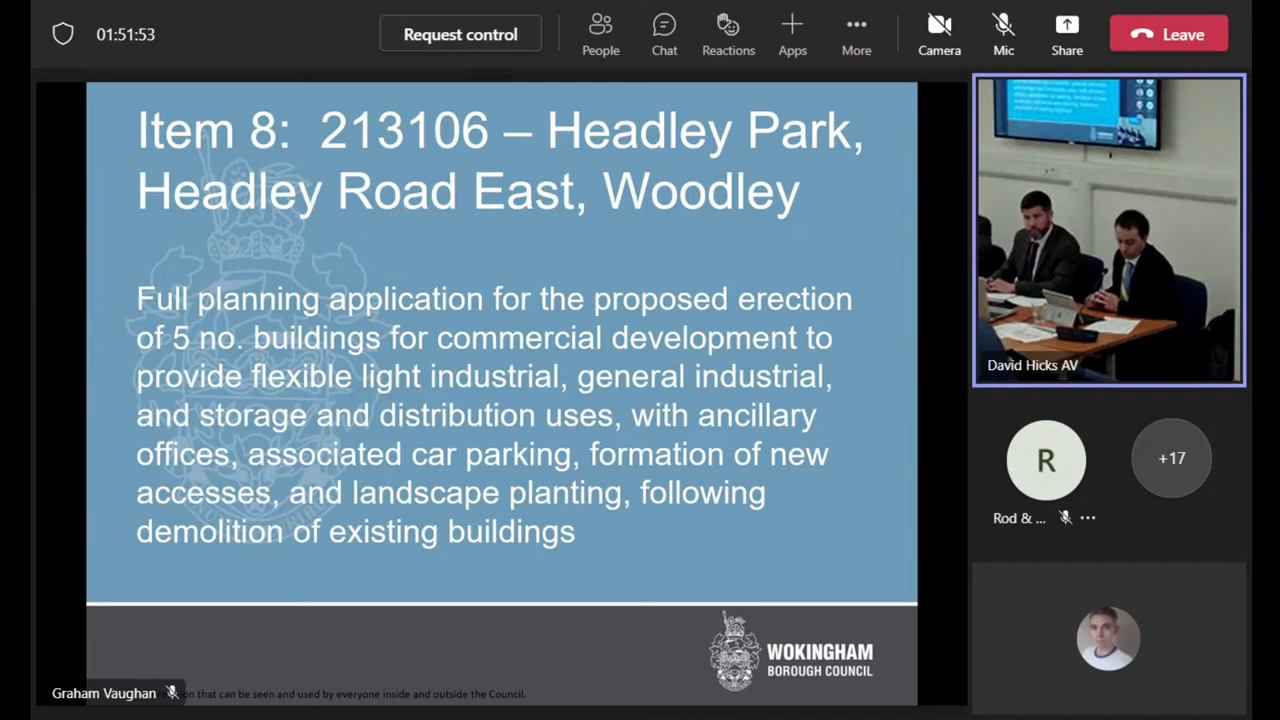 01:51:53
Request control
People
Chat
Reactions
Apps
More
Camera
Mic
Share
Leave
Item 8: 213106 – Headley Park,
Headley Road East, Woodley
Full planning application for the proposed erection
of 5 no. buildings for commercial development to
provide flexible light industrial, general industrial,
and storage and distribution uses, with ancillary
offices, associated car parking, formation of new
accesses, and landscape planting, following
demolition of existing buildings
WOKINGHAM
BOROUGH COUNCIL
Graham Vaughan
that can be seen and used by everyone inside and outside the Council.
David Hicks AV
R
+17
Rod & ...